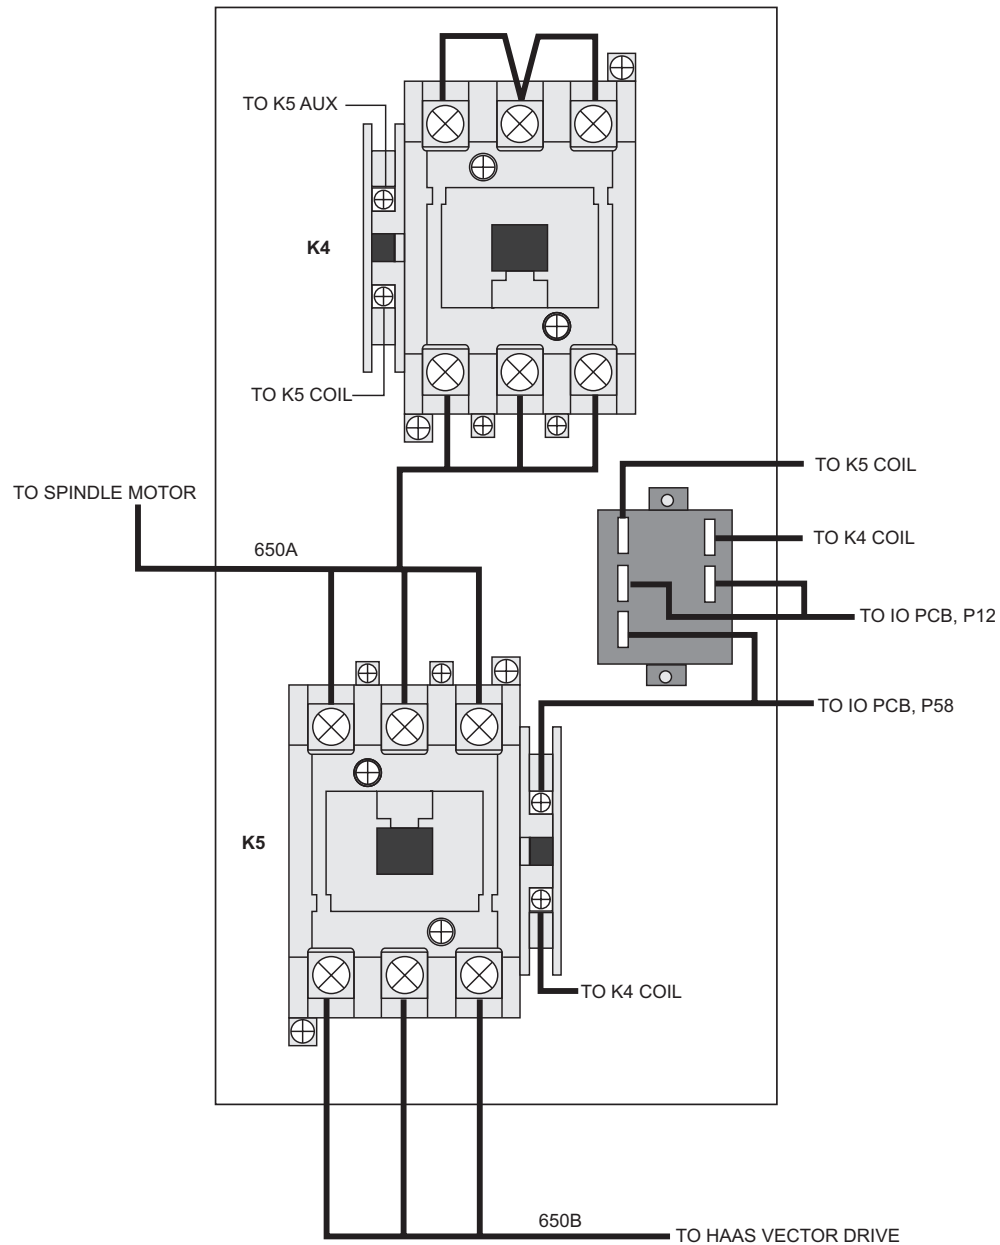 TO K5 AUX
K4
TO K5 COIL
TO K5 COIL
TO SPINDLE MOTOR
TO K4 COIL
650A
TO IO PCB, P12
TO IO PCB, P58
K5
TO K4 COIL
650B
TO HAAS VECTOR DRIVE